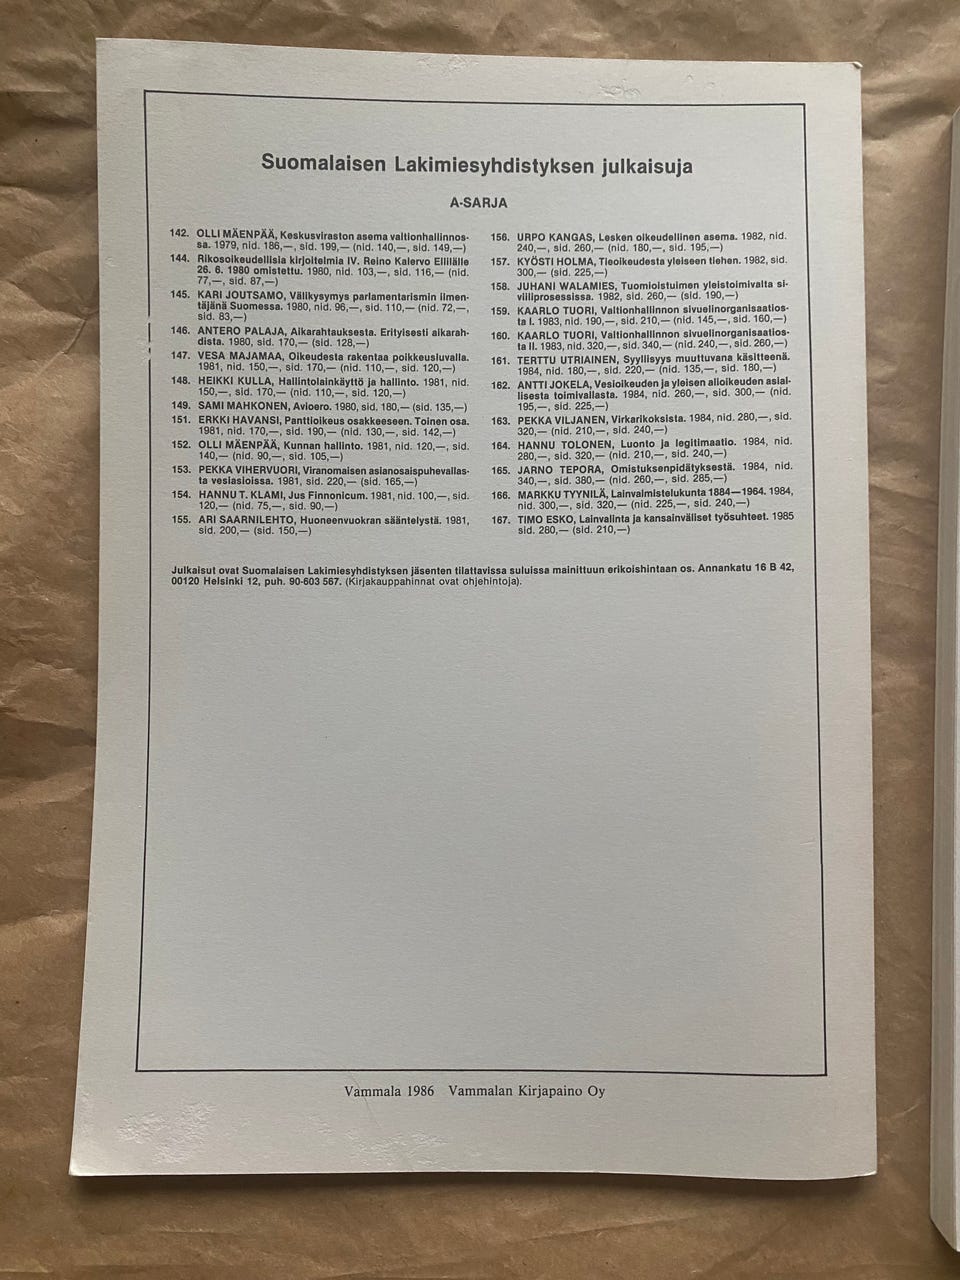 Suomalaisen Lakimiesyhdistyksen julkaisuja
A-SARJA
142. OLLI MÄENPÄÄ, Keskusviraston asema valtionhallinnos-
sa. 1979, nid. 186,—, sid. 199,— (nid. 140,—, sid. 149,—)
144. Rikosoikeudellisia kirjoitelmia IV. Reino Kalervo Ellilälle
26. 6. 1980 omistettu. 1980, nid. 103,—, sid. 116,— (nid.
77,—, sid. 87,—)
145. KARI JOUTSAMO, Välikysymys parlamentarismin ilmen-
täjänä Suomessa. 1980, nid. 96,—, sid. 110,— (nid. 72,—,
sid. 83,—)
146. ANTERO PALAJA, Aikarahtauksesta. Erityisesti aikarah-
dista. 1980, sid. 170,— (sid. 128,—)
147. VESA MAJAMAA, Oikeudesta rakentaa poikkeusluvalla.
1981, nid. 150,—, sid. 170,— (nid. 110,—, sid. 120,—)
148. HEIKKI KULLA, Hallintolainkäyttö ja hallinto. 1981, nid.
150,—, sid. 170,— (nid. 110,—, sid. 120,—)
149. SAMI MAHKONEN, Avioero. 1980, sid. 180,— (sid. 135,—)
151. ERKKI HAVANSI, Panttioikeus osakkeeseen. Toinen osa.
1981, nid. 170,—, sid. 190,— (nid. 130,—, sid. 142,—)
152. OLLI MÄENPÄÄ, Kunnan hallinto. 1981, nid. 120,—, sid.
140,— (nid. 90,—, sid. 105,—)
153. PEKKA VIHERVUORI, Viranomaisen asianosaispuhevallas-
ta vesiasioissa. 1981, sid. 220,— (sid. 165,—)
154. HANNU T. KLAMI, Jus Finnonicum. 1981, nid. 100,—, sid.
120,— (nid. 75,—, sid. 90,—)
155. ARI SAARNILEHTO, Huoneenvuokran sääntelystä. 1981,
sid. 200,— (sid. 150,—)
156. URPO KANGAS, Lesken oikeudellinen asema. 1982, nid.
240,—, sid. 260,— (nid. 180,—, sid. 195,—)
157. KYÖSTI HOLMA, Tieoikeudesta yleiseen tiehen. 1982, sid.
300,— (sid. 225,—)
158. JUHANI WALAMIES, Tuomioistuimen yleistoimivalta si-
viiliprosessissa. 1982, sid. 260,— (sid. 190,—)
159. KAARLO TUORI, Valtionhallinnon sivuelinorganisaatios-
ta I. 1983, nid. 190,—, sid. 210,— (nid. 145,—, sid. 160,—)
160. KAARLO TUORI, Valtionhallinnon sivuelinorganisaatios-
ta II. 1983, nid. 320,—, sid. 340,— (nid. 240,—, sid. 260,—)
161. TERTTU UTRIAINEN, Syyllisyys muuttuvana käsitteenä.
1984, nid. 180,—, sid. 220,— (nid. 135,—, sid. 180,—)
162. ANTTI JOKELA, Vesioikeuden ja yleisen alioikeuden asial-
lisesta toimivallasta. 1984, nid. 260,—, sid. 300,— (nid.
195,—, sid. 225,—)
163. PEKKA VILJANEN, Virkarikoksista. 1984, nid. 280,—, sid.
320,— (nid. 210,—, sid. 240,—)
164. HANNU TOLONEN, Luonto ja legitimaatio. 1984, nid.
280,—, sid. 320,— (nid. 210,—, sid. 240,—)
165. JARNO TEPORA, Omistuksenpidätyksestä. 1984, nid.
340,—, sid. 380,— (nid. 260,—, sid. 285,—)
166. MARKKU TYYNILÄ, Lainvalmistelukunta 1884—1964. 1984,
nid. 300,—, sid. 320,— (nid. 225,—, sid. 240,—)
167. TIMO ESKO, Lainvalinta ja kansainväliset työsuhteet. 1985
sid. 280,— (sid. 210,—)
Julkaisut ovat Suomalaisen Lakimiesyhdistyksen jäsenten tilattavissa suluissa mainittuun erikoishintaan os. Annankatu 16 B 42,
00120 Helsinki 12, puh. 90-603 567. (Kirjakauppahinnat ovat ohjehintoja).
Vammala 1986 Vammalan Kirjapaino Oy